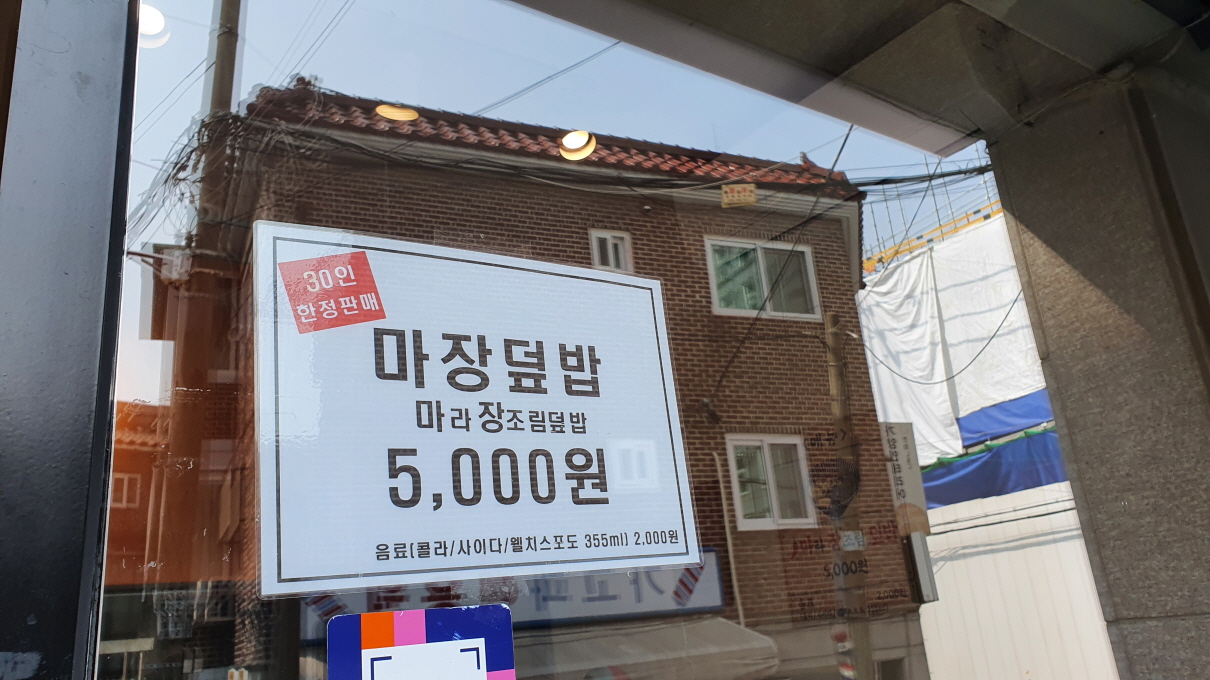 30인
한정판매
마장덮밥
마라장조림덮밥
5,000원
음료(콜라/사이다/웰치스포도 355ml) 2,000원